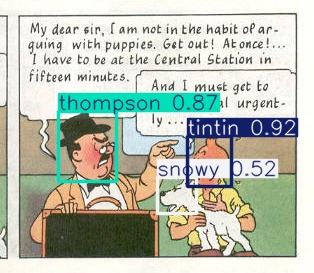 My dear sir, I am not in the habit of ar-
guing with puppies. Get out! At once!...
I have to be at the Central Station in
fifteen minutes.
And I must get to
al urgent-
ly...
thompson 0.87
tintin 0.92
snowy 0.52